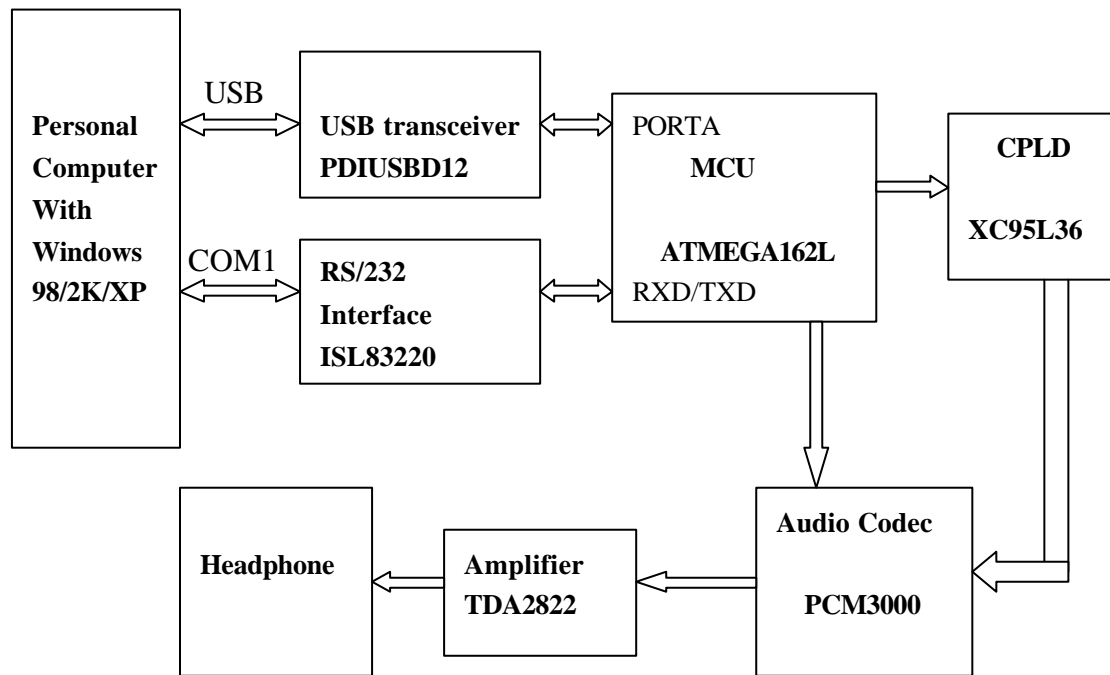 Personal
Computer
With
Windows
98/2K/XP
USB
COM1
USB transceiver
PDIUSBD12
RS/232
Interface
ISL83220
PORTA
MCU
ATMEGA162L
RXD/TXD
CPLD
XC95L36
Headphone
Amplifier
TDA2822
Audio Codec
PCM3000